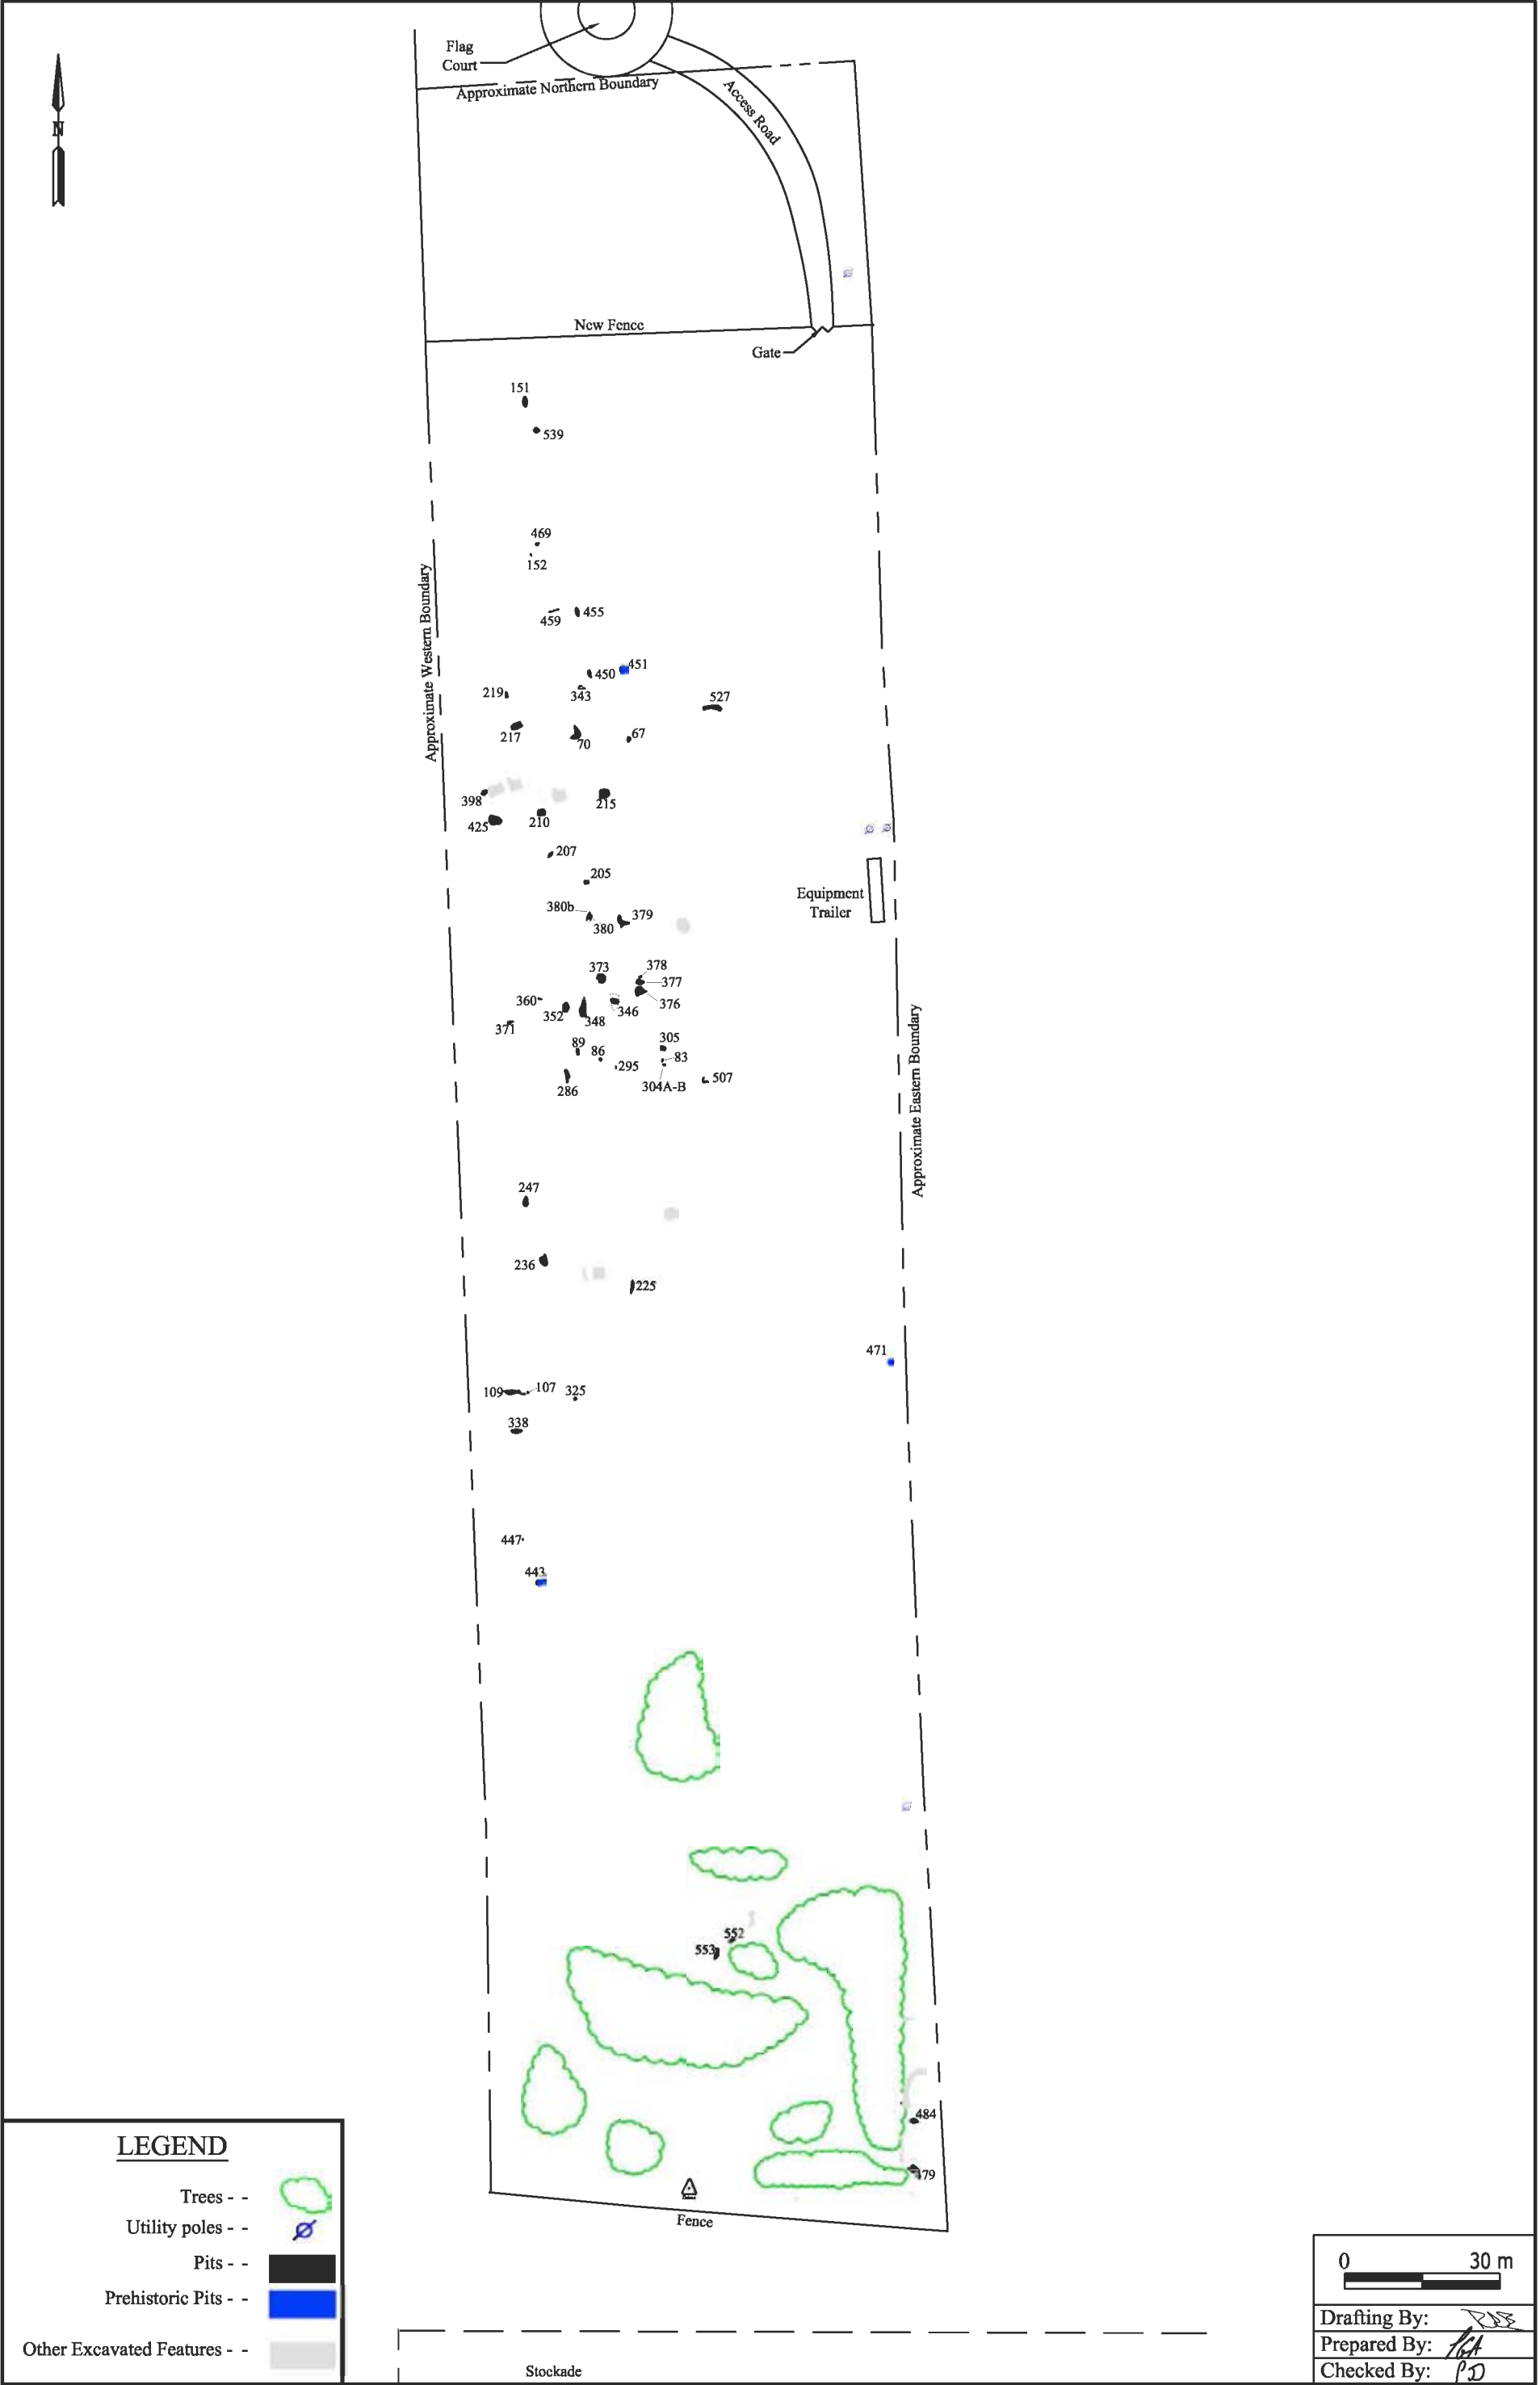 Flag
Court
Approximate Northern Boundary
Access Road
N
New Fence
Gate
151
539
469
152
459
455
Approximate Western Boundary
450
451
219
343
527
217
70
67
398
215
425
210
207
205
Equipment
Trailer
380b
380
379
373
378
377
376
360
352
348
346
371
Approximate Eastern Boundary
89
86
305
83
295
304A-B
507
286
247
236
225
471
109
107
325
338
447
443
552
553
484
479
Fence
LEGEND
Trees - -
Utility poles - -
Pits - -
Prehistoric Pits - -
Other Excavated Features - -
Stockade
0 30 m
Drafting By:
Prepared By:
Checked By: PD